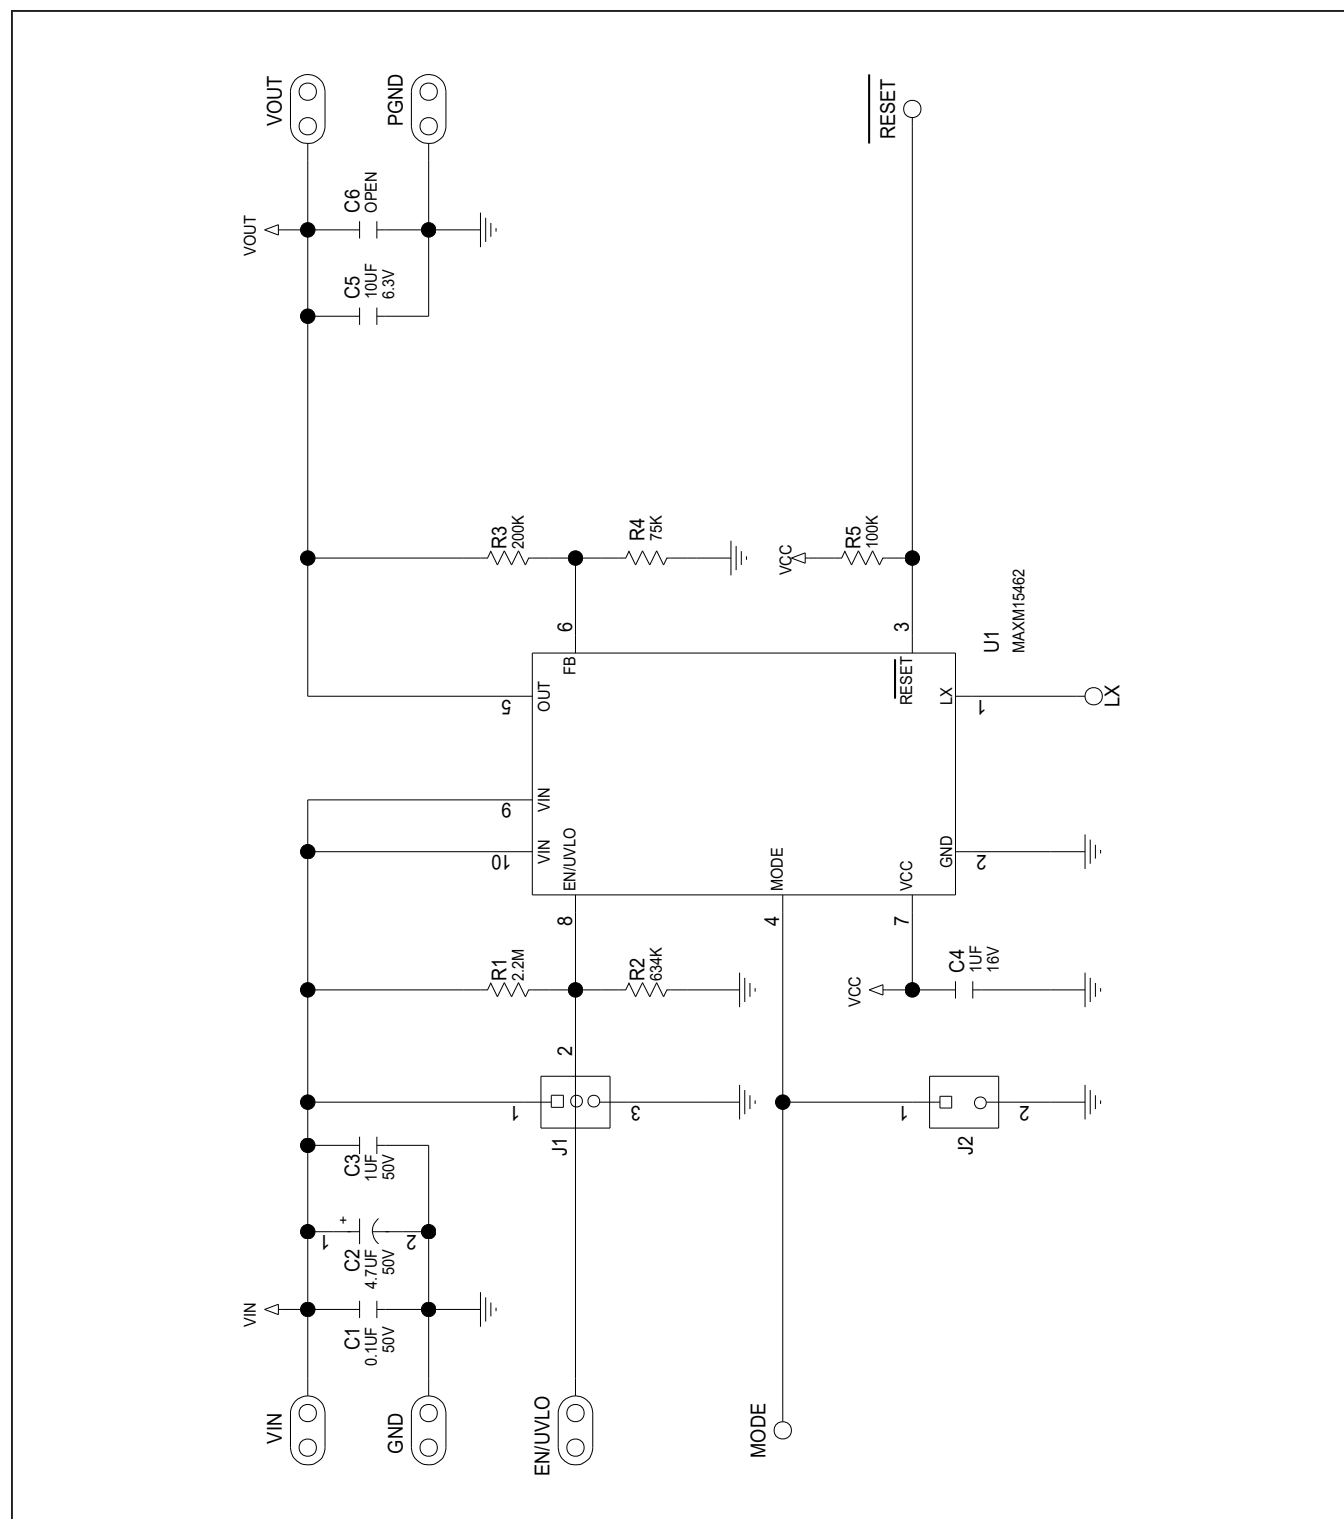 VIN
VIN
C1
0.1UF
50V
GND
1
+
C2
4.7UF
50V
2
C3
1UF
50V
EN/UVLO
J1
1
2
3
R1
2.2M
R2
634K
MODE
J2
1
2
VCC
C4
1UF
16V
10
VIN
9
VIN
8
EN/UVLO
4
MODE
7
VCC
2
GND
1
LX
LX
5
OUT
6
FB
3
RESET
U1
MAXM15462
R3
200K
R4
75K
VCC
R5
100K
RESET
C5
10UF
6.3V
C6
OPEN
VOUT
VOUT
PGND